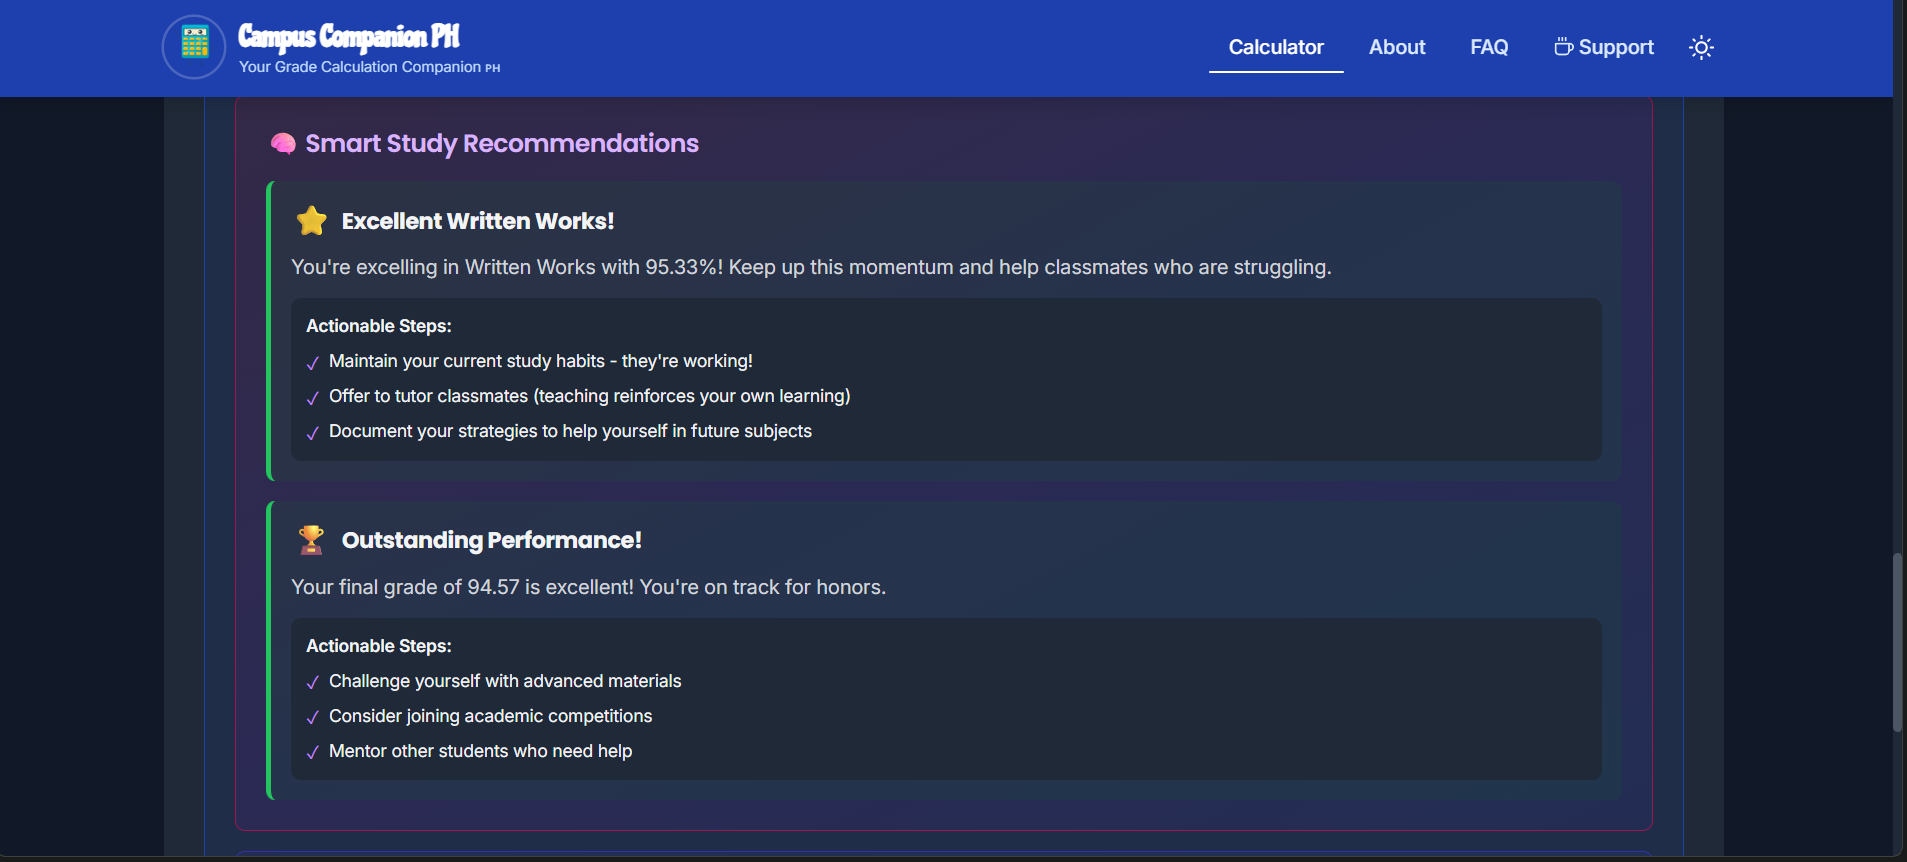 Campus Companion PH
Your Grade Calculation Companion PH
Calculator
About
FAQ
Support
Smart Study Recommendations
Excellent Written Works!
You're excelling in Written Works with 95.33%! Keep up this momentum and help classmates who are struggling.
Actionable Steps:
✓ Maintain your current study habits - they're working!
✓ Offer to tutor classmates (teaching reinforces your own learning)
✓ Document your strategies to help yourself in future subjects
Outstanding Performance!
Your final grade of 94.57 is excellent! You're on track for honors.
Actionable Steps:
✓ Challenge yourself with advanced materials
✓ Consider joining academic competitions
✓ Mentor other students who need help